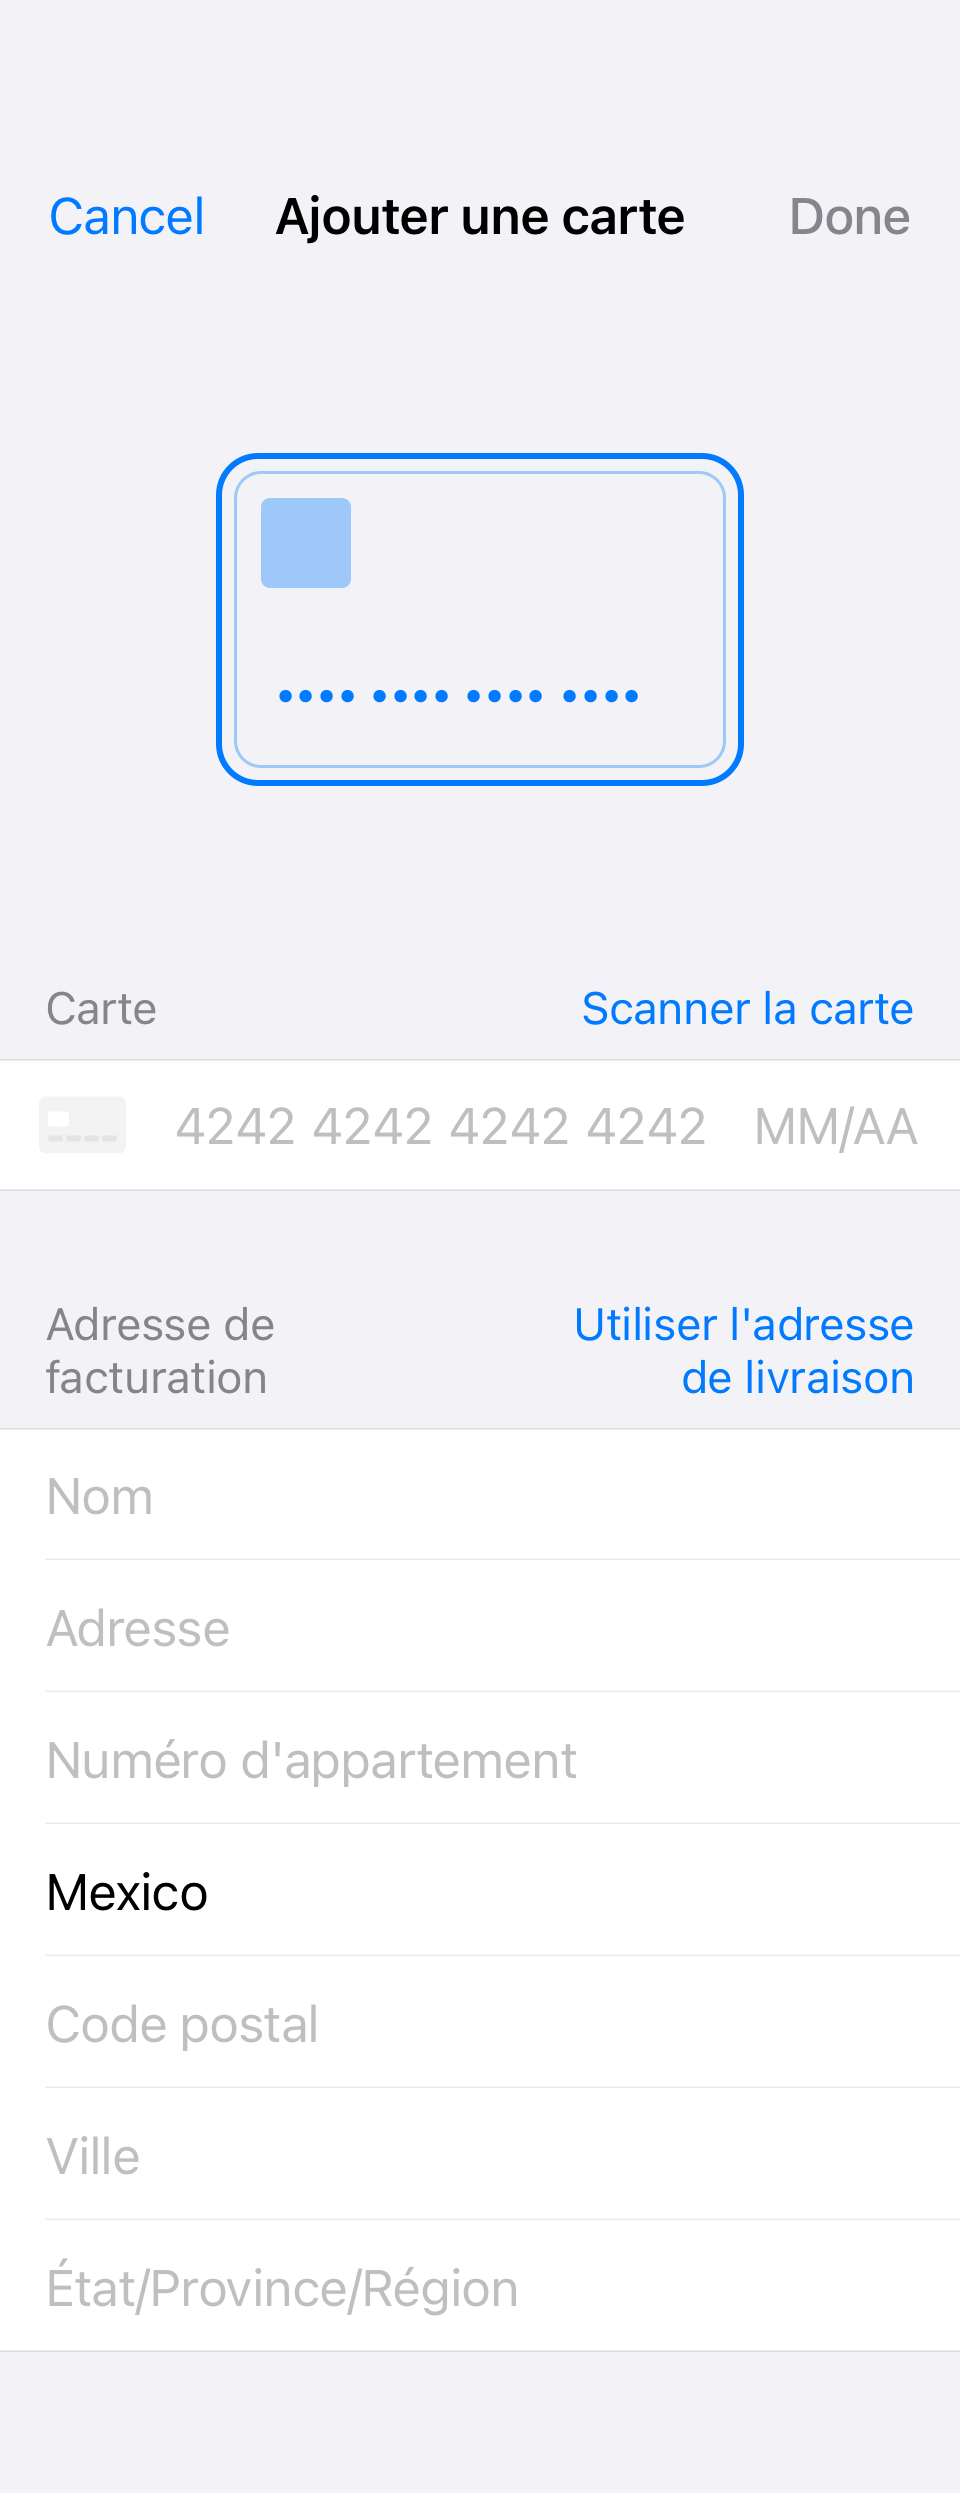 Cancel Ajouter une carte Done
Carte Scanner la carte
4242 4242 4242 4242 MM/AA
Adresse de facturation
Utiliser l'adresse de livraison
Nom
Adresse
Numéro d'appartement
Mexico
Code postal
Ville
État/Province/Région